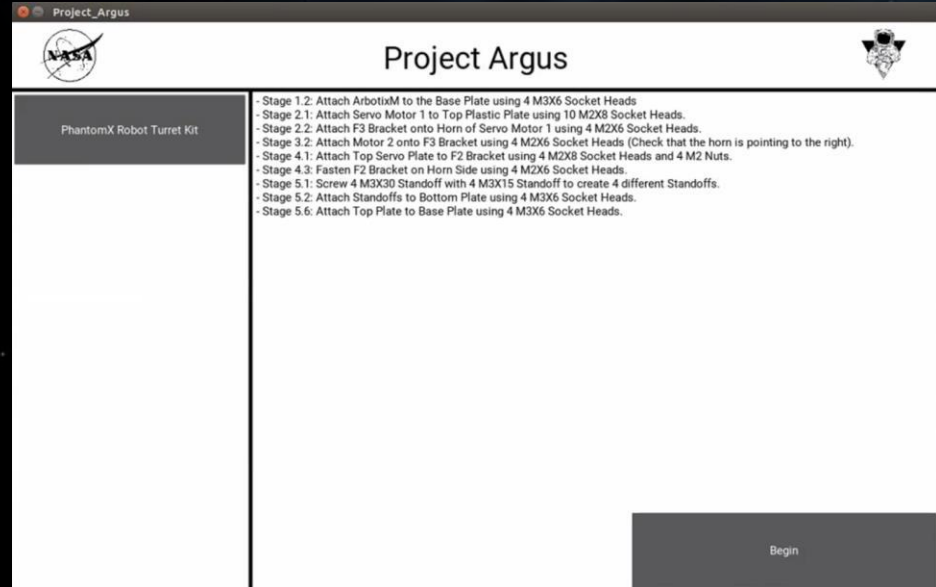 Project_Argus
NASA
Project Argus
PhantomX Robot Turret Kit
- Stage 1.2: Attach ArbotixM to the Base Plate using 4 M3X6 Socket Heads
- Stage 2.1: Attach Servo Motor 1 to Top Plastic Plate using 10 M2X8 Socket Heads.
- Stage 2.2: Attach F3 Bracket onto Horn of Servo Motor 1 using 4 M2X6 Socket Heads.
- Stage 3.2: Attach Motor 2 onto F3 Bracket using 4 M2X6 Socket Heads (Check that the horn is pointing to the right).
- Stage 4.1: Attach Top Servo Plate to F2 Bracket using 4 M2X8 Socket Heads and 4 M2 Nuts.
- Stage 4.3: Fasten F2 Bracket on Horn Side using 4 M2X6 Socket Heads.
- Stage 5.1: Screw 4 M3X30 Standoff with 4 M3X15 Standoff to create 4 different Standoffs.
- Stage 5.2: Attach Standoffs to Bottom Plate using 4 M3X6 Socket Heads.
- Stage 5.6: Attach Top Plate to Base Plate using 4 M3X6 Socket Heads.
Begin